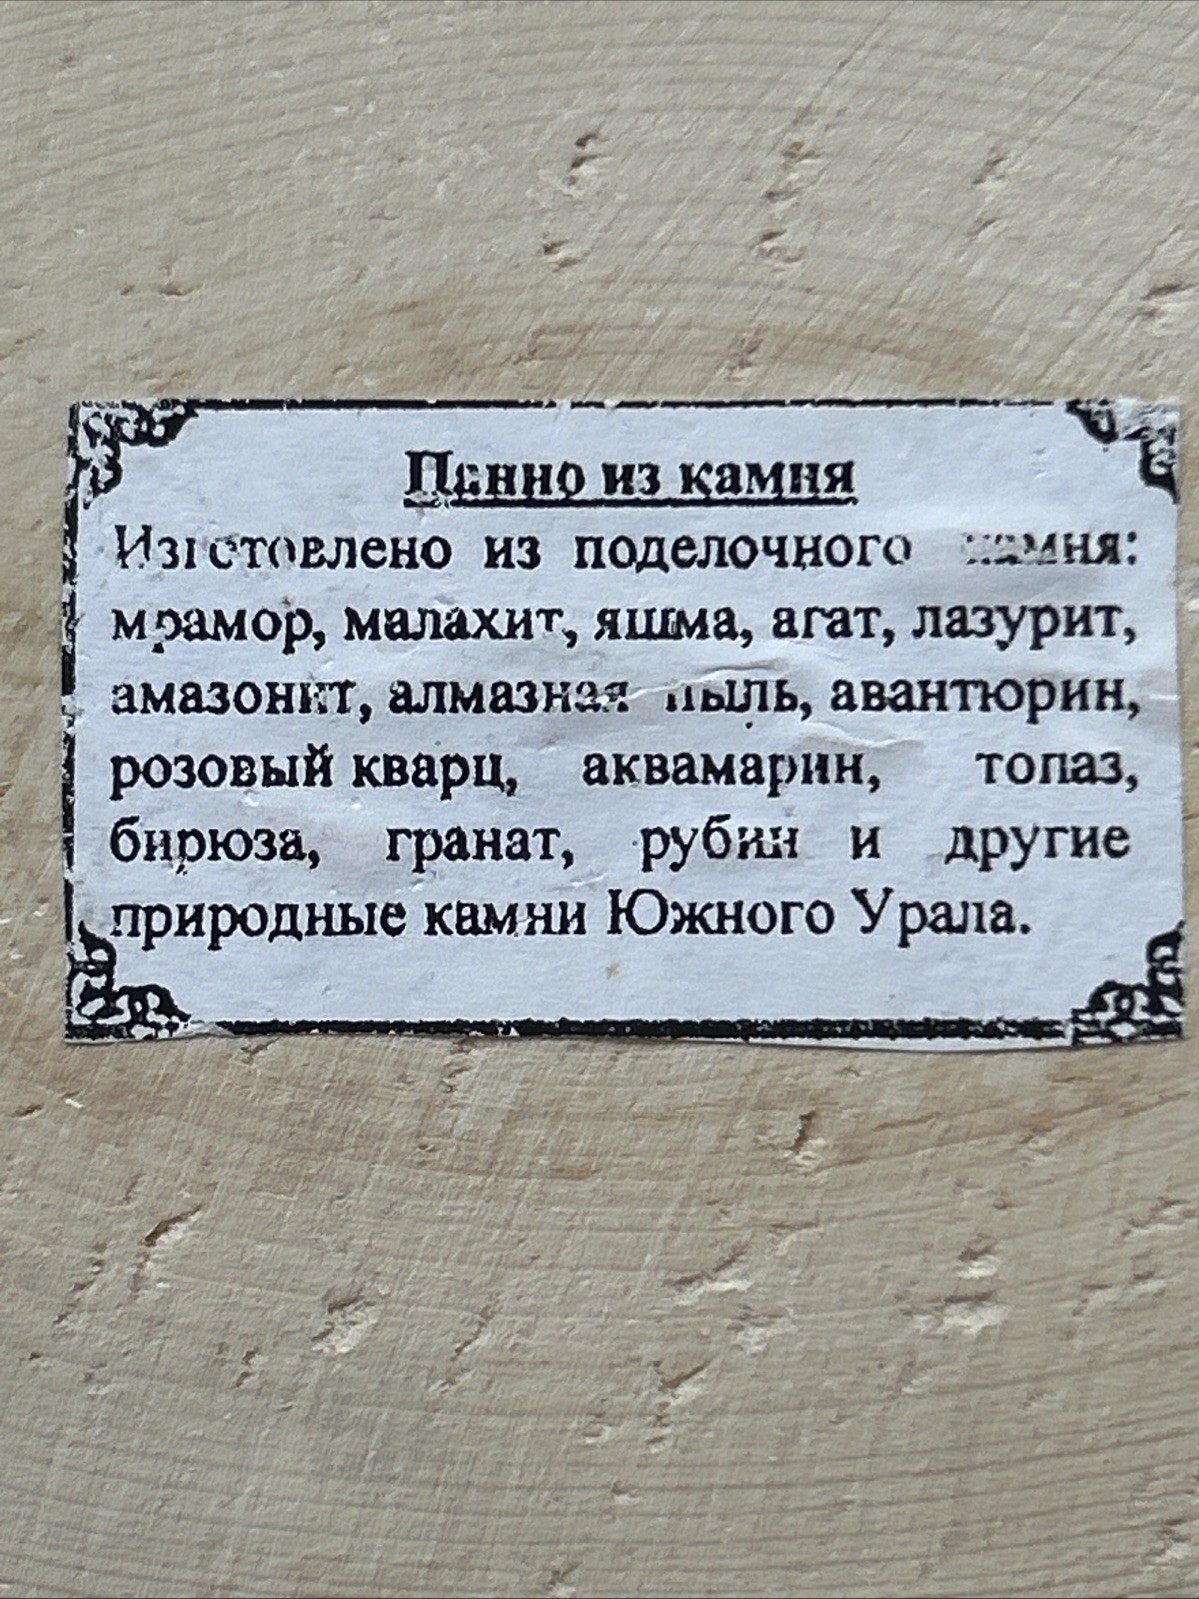 Панно из камня
Изготовлено из поделочного камня:
мрамор, малахит, яшма, агат, лазурит,
амазонит, алмазная пыль, авантюрин,
розовый кварц, аквамарин, топаз,
бирюза, гранат, рубин и другие
природные камни Южного Урала.